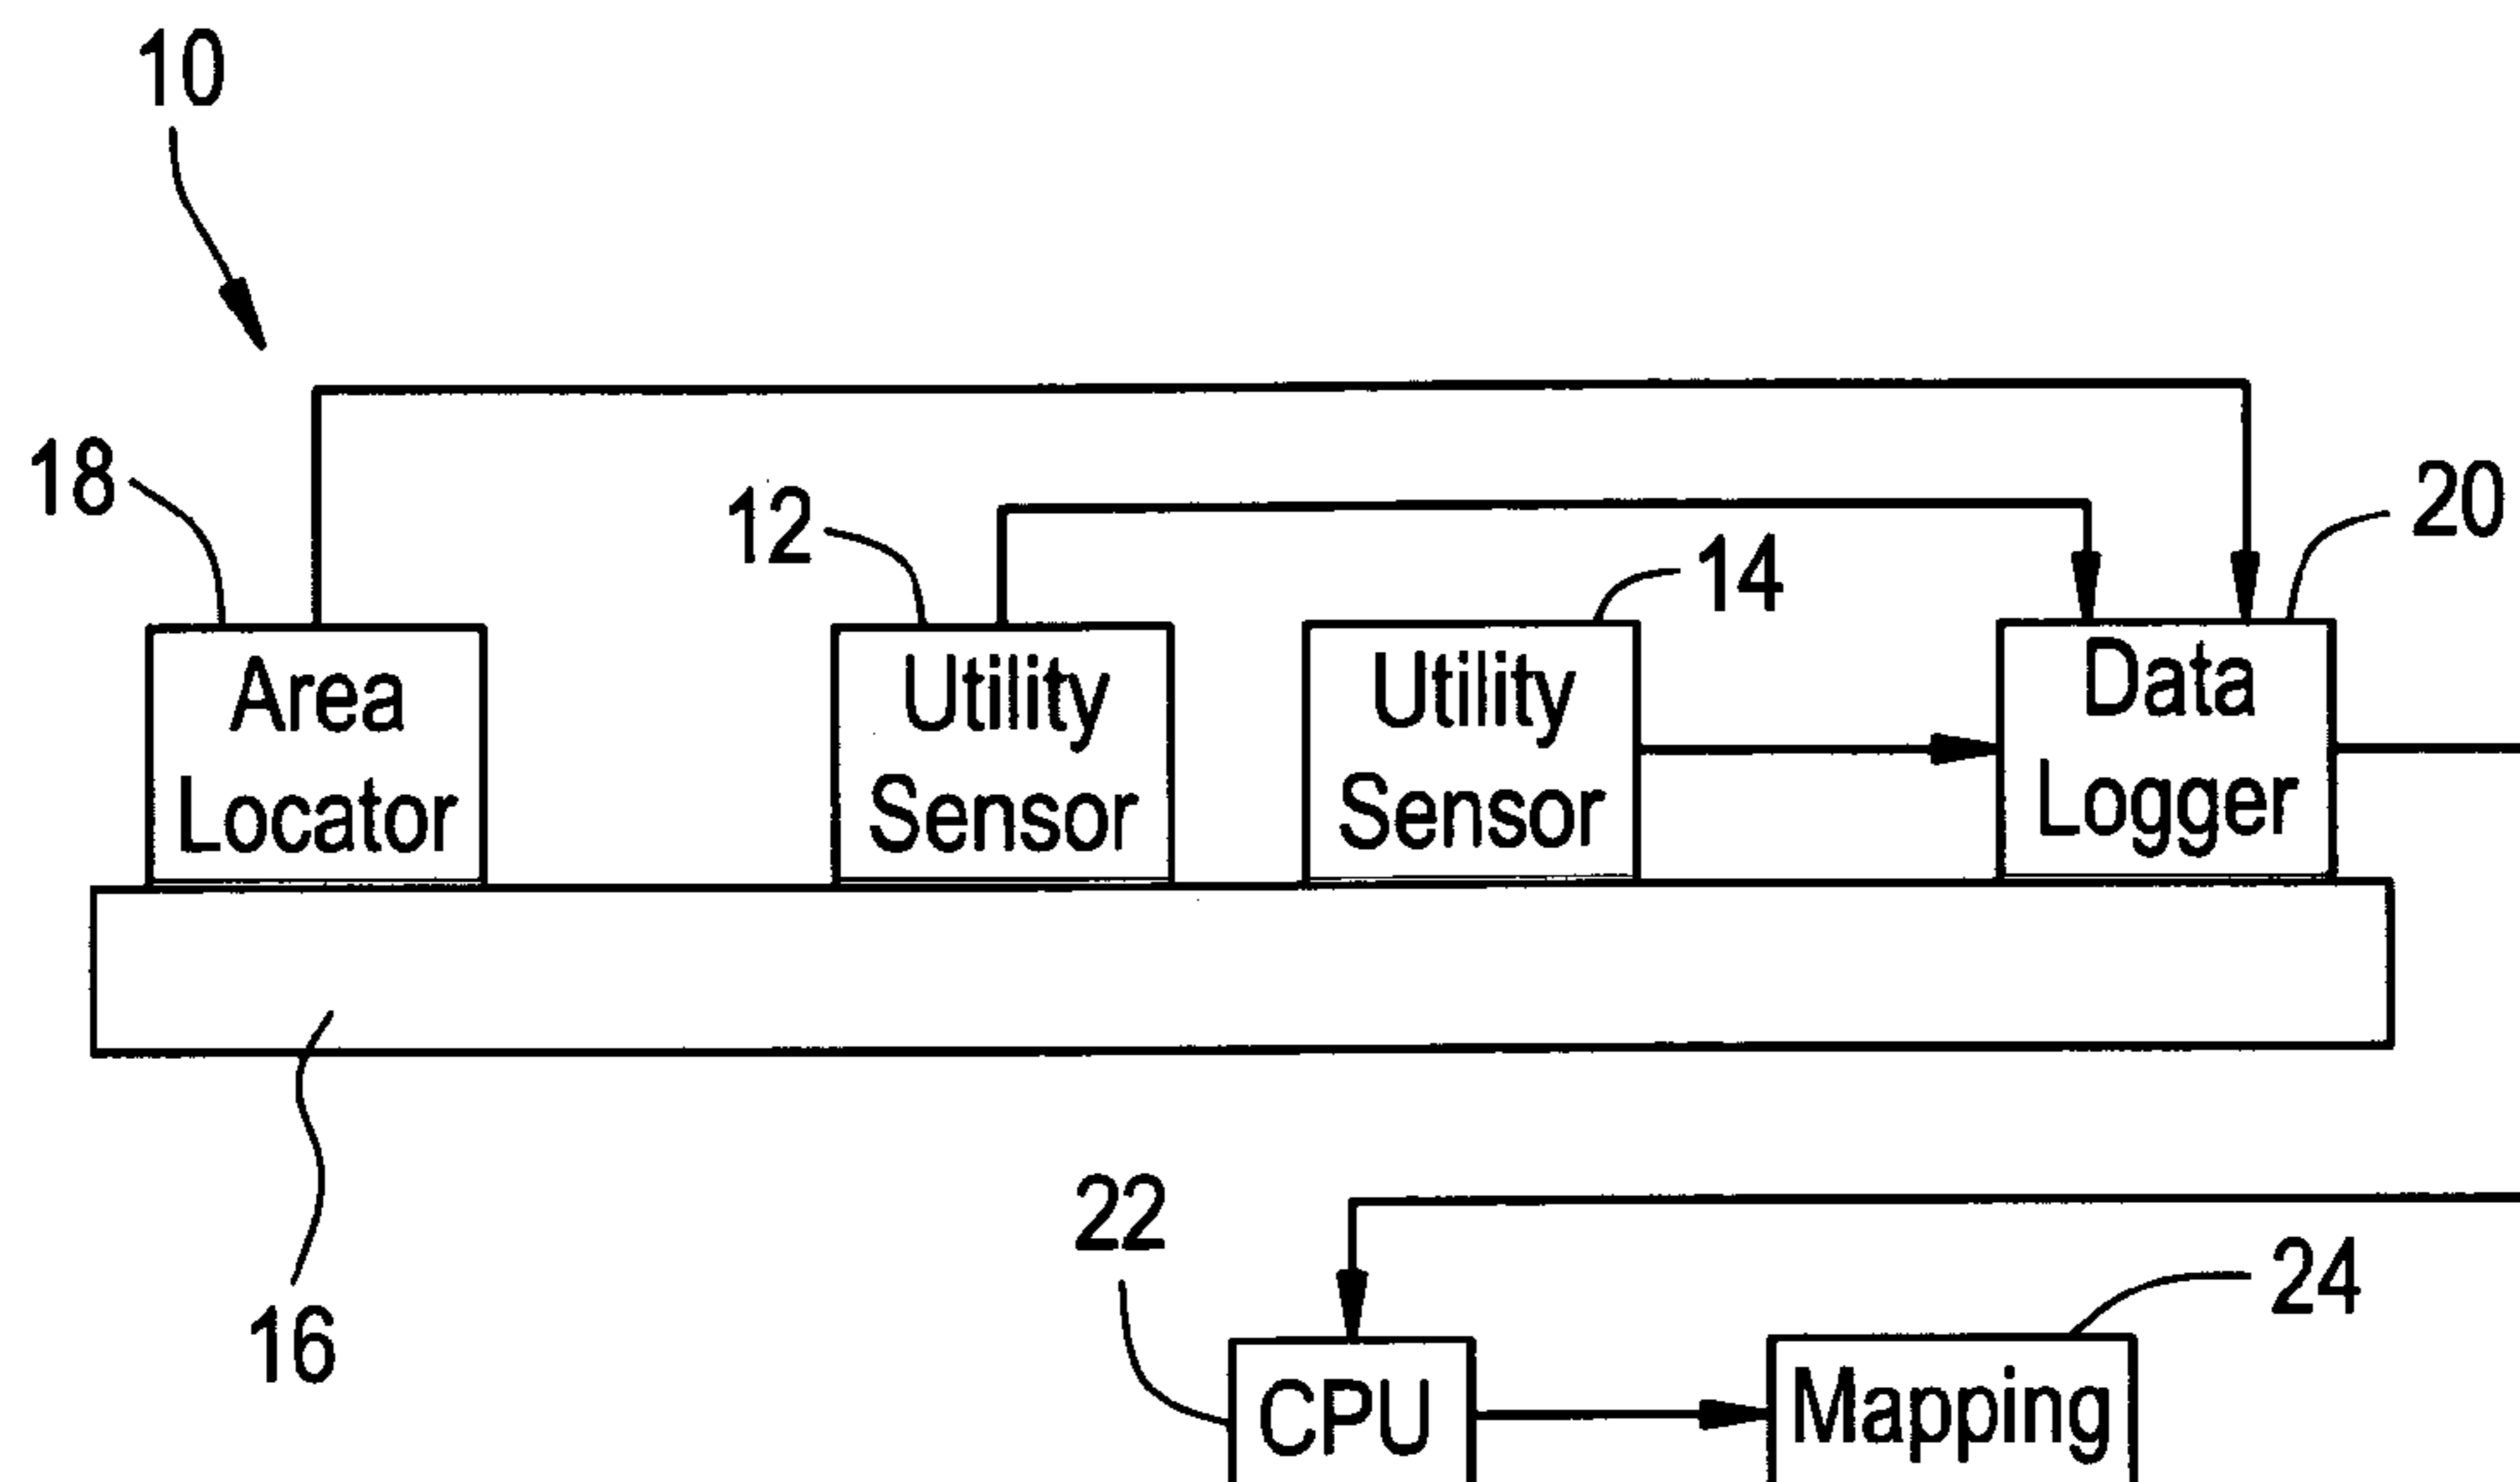 10
18
12
14
20
Area
Locator
Utility
Sensor
Utility
Sensor
Data
Logger
16
22
24
CPU
Mapping